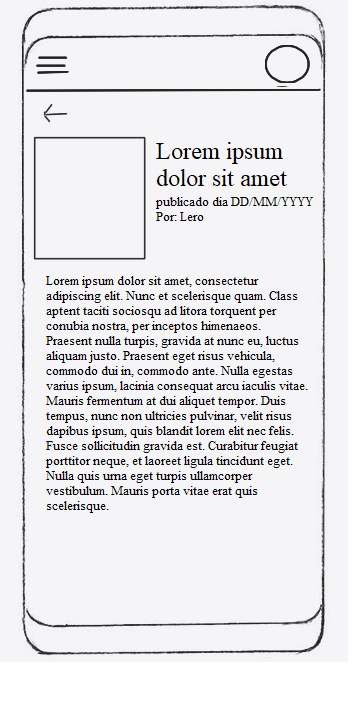 Lorem ipsum
dolor sit amet
publicado dia DD/MM/YYYY
Por: Lero
Lorem ipsum dolor sit amet, consectetur
adipiscing elit. Nunc et scelerisque quam. Class
aptent taciti sociosqu ad litora torquent per
conubia nostra, per inceptos himenaeos.
Praesent nulla turpis, gravida at nunc eu, luctus
aliquam justo. Praesent eget risus vehicula,
commodo dui in, commodo ante. Nulla egestas
varius ipsum, lacinia consequat arcu iaculis vitae.
Mauris fermentum at dui aliquet tempor. Duis
tempus, nunc non ultricies pulvinar, velit risus
dapibus ipsum, quis blandit lorem elit nec felis.
Fusce sollicitudin gravida est. Curabitur feugiat
porttitor neque, et laoreet ligula tincidunt eget.
Nulla quis urna eget turpis ullamcorper
vestibulum. Mauris porta vitae erat quis
scelerisque.